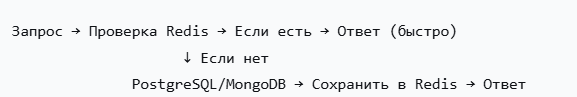 Запрос → Проверка Redis → Если есть → Ответ (быстро)
↓ Если нет
PostgreSQL/MongoDB → Сохранить в Redis → Ответ